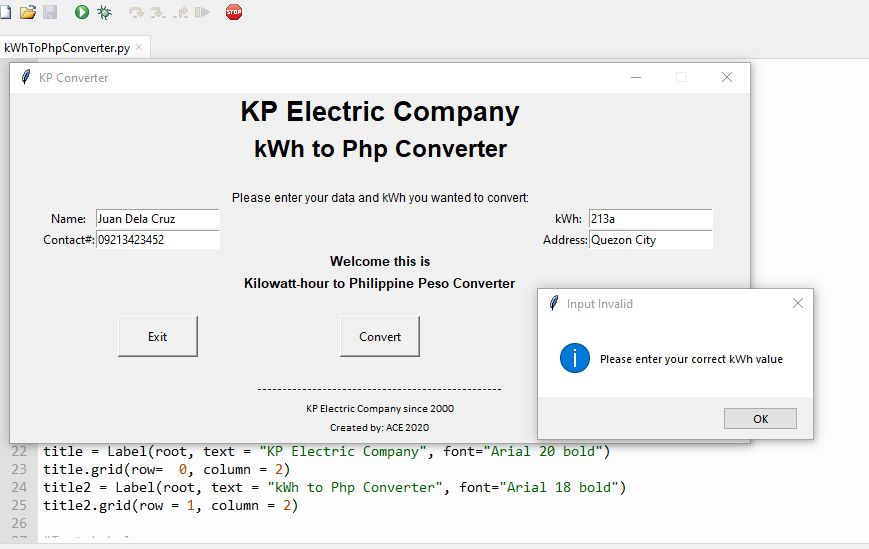 STOP
kWhToPhpConverter.py ×
KP Converter
KP Electric Company
kWh to Php Converter
Please enter your data and kWh you wanted to convert:
Name: Juan Dela Cruz kWh: 213a
Contact#: 09213423452 Address: Quezon City
Welcome this is
Kilowatt-hour to Philippine Peso Converter
Input Invalid
Please enter your correct kWh value
OK
Exit Convert
-------------------------------------------------
KP Electric Company since 2000
Created by: ACE 2020
22 title = Label(root, text = "KP Electric Company", font="Arial 20 bold")
23 title.grid(row=  0, column = 2)
24 title2 = Label(root, text = "kWh to Php Converter", font="Arial 18 bold")
25 title2.grid(row = 1, column = 2)
26